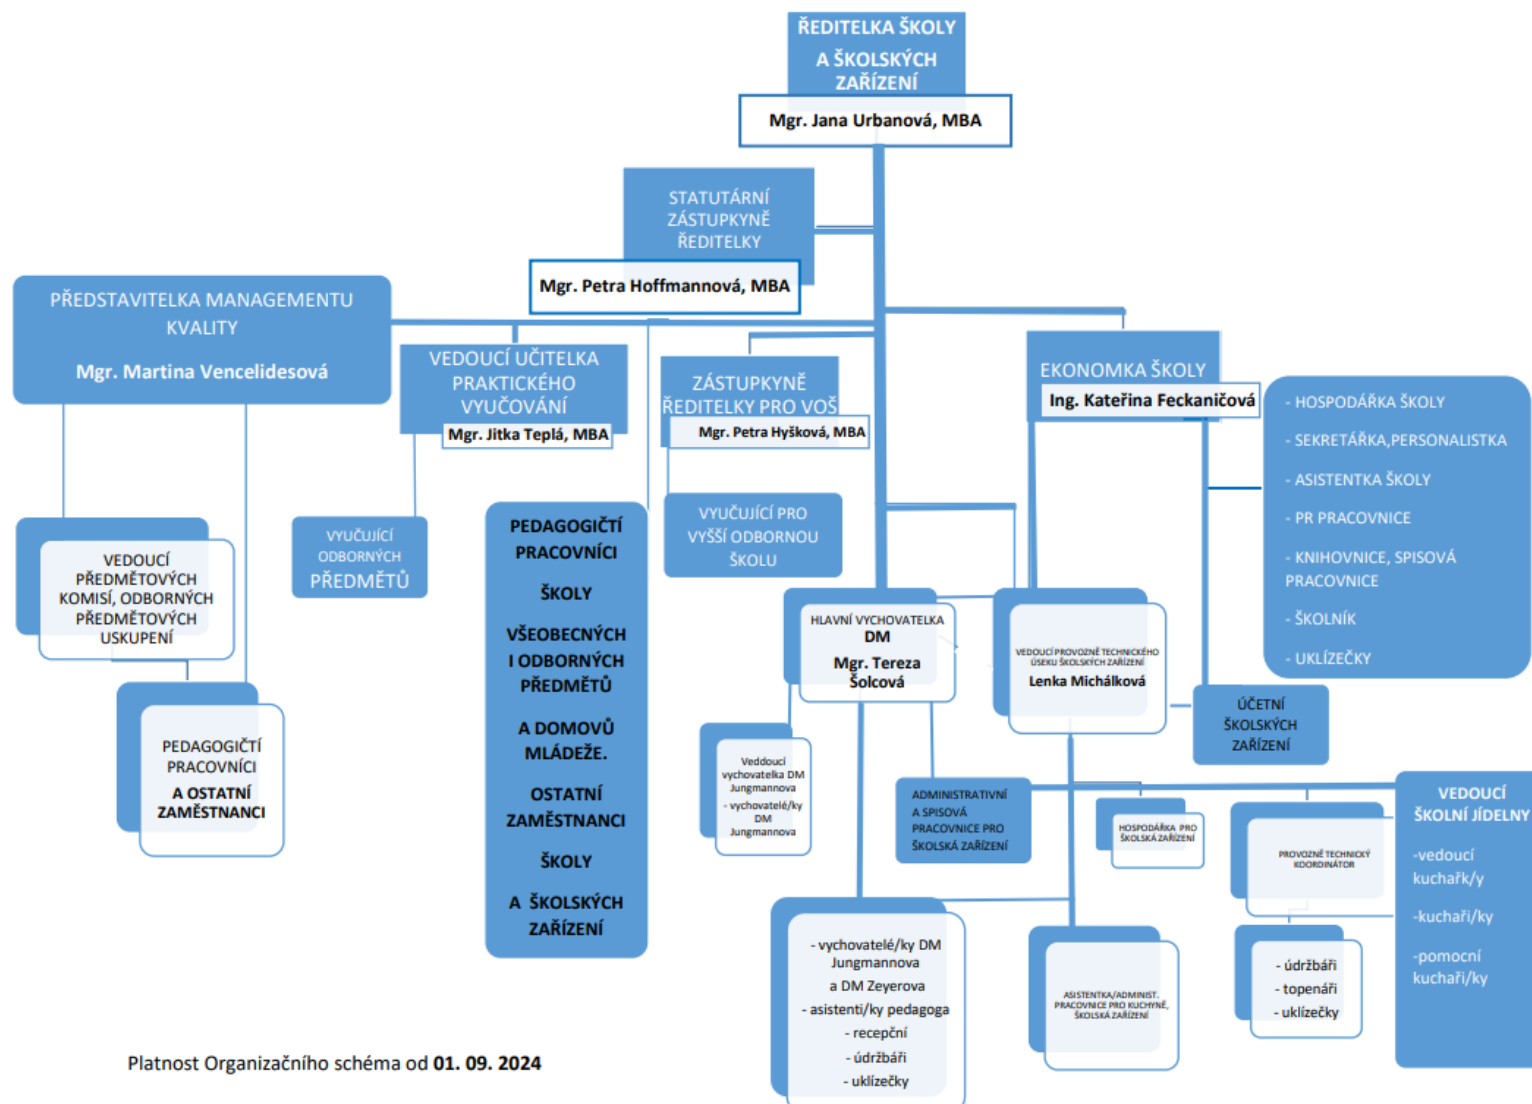 ŘEDITELKA ŠKOLY
A ŠKOLSKÝCH
ZAŘÍZENÍ
Mgr. Jana Urbanová, MBA
STATUTÁRNÍ
ZÁSTUPKYNĚ
ŘEDITELKY
Mgr. Petra Hoffmannová, MBA
PŘEDSTAVITELKA MANAGEMENTU
KVALITY
Mgr. Martina Vencelidesová
VEDOUCÍ UČITELKA
PRAKTICKÉHO
VYUČOVÁNÍ
Mgr. Jitka Teplá, MBA
ZÁSTUPKYNĚ
ŘEDITELKY PRO VOŠ
Mgr. Petra Hyšková, MBA
EKONOMKA ŠKOLY
Ing. Kateřina Feckaničová
- HOSPODÁŘKA ŠKOLY
- SEKRETÁŘKA,PERSONALISTKA
- ASISTENTKA ŠKOLY
- PR PRACOVNICE
- KNIHOVNICE, SPISOVÁ
PRACOVNICE
- ŠKOLNÍK
- UKLÍZEČKY
VEDOUCÍ
PŘEDMĚTOVÝCH
KOMISÍ, ODBORNÝCH
PŘEDMĚTOVÝCH
USKUPENÍ
VYUČUJÍCÍ
ODBORNÝCH
PŘEDMĚTŮ
PEDAGOGIČTÍ
PRACOVNÍCI
ŠKOLY
VŠEOBECNÝCH
I ODBORNÝCH
PŘEDMĚTŮ
A DOMOVŮ
MLÁDEŽE.
OSTATNÍ
ZAMĚSTNANCI
ŠKOLY
A ŠKOLSKÝCH
ZAŘÍZENÍ
VYUČUJÍCÍ PRO
VYŠŠÍ ODBORNOU
ŠKOLU
HLAVNÍ VYCHOVATELKA
DM
Mgr. Tereza
Šolcová
VEDOUCÍ PROVOZNĚ TECHNICKÉHO
ÚSEKU ŠKOLSKÝCH ZAŘÍZENÍ
Lenka Michálková
ÚČETNÍ
ŠKOLSKÝCH
ZAŘÍZENÍ
PEDAGOGIČTÍ
PRACOVNÍCI
A OSTATNÍ
ZAMĚSTNANCI
Veddoucí
vychovatelka DM
Jungmannova
- vychovatelé/ky
DM
Jungmannova
ADMINISTRATIVNÍ
A SPISOVÁ
PRACOVNICE PRO
ŠKOLSKÁ ZAŘÍZENÍ
HOSPODÁŘKA PRO
ŠKOLSKÁ ZAŘÍZENÍ
PROVOZNĚ TECHNICKÝ
KOORDINÁTOR
VEDOUCÍ
ŠKOLNÍ JÍDELNY
-vedoucí
kuchařk/y
-kuchaři/ky
-pomocní
kuchaři/ky
- vychovatelé/ky DM
Jungmannova
a DM Zeyerova
- asistenti/ky pedagoga
- recepční
- údržbáři
- uklízečky
ASISTENTKA/ADMINIST.
PRACOVNICE PRO KUCHYNĚ,
ŠKOLSKÁ ZAŘÍZENÍ
- údržbáři
- topenáři
- uklízečky
Platnost Organizačního schéma od 01. 09. 2024